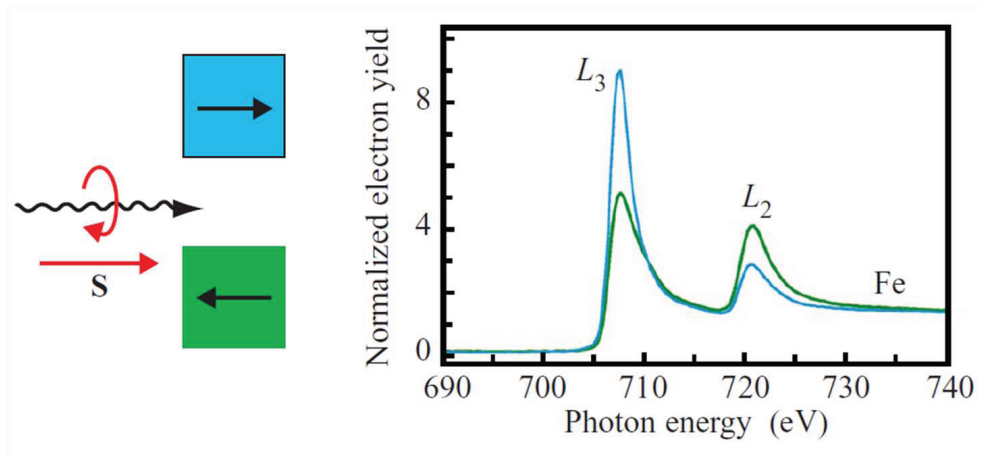 S
Normalized electron yield
8
4
0
L3
L2
Fe
690 700 710 720 730 740
Photon energy (eV)